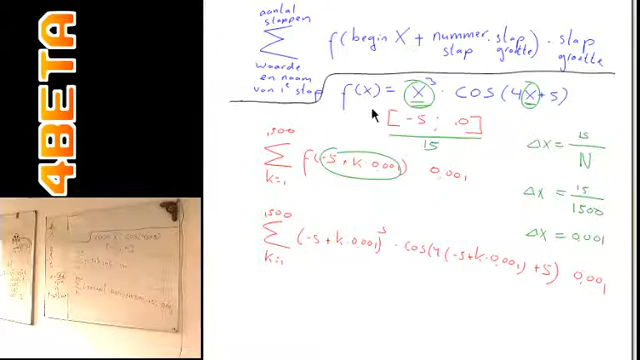 4BETA
aantal
stappen
∑ f(begin X + nummer stap · stap grootte) · stap grootte
waarde
en naam
van 1e stap
f(x) = x³ · cos(4x+5)
[-5 ; 10]
15
1500
∑ f(-5 + k·0,001) 0,001
k=1
1500
∑ (-5 + k·0,001)³ · cos(4(-5+k·0,001)+5) 0,001
k=1
Δx = 15/N
Δx = 15/1500
Δx = 0,001